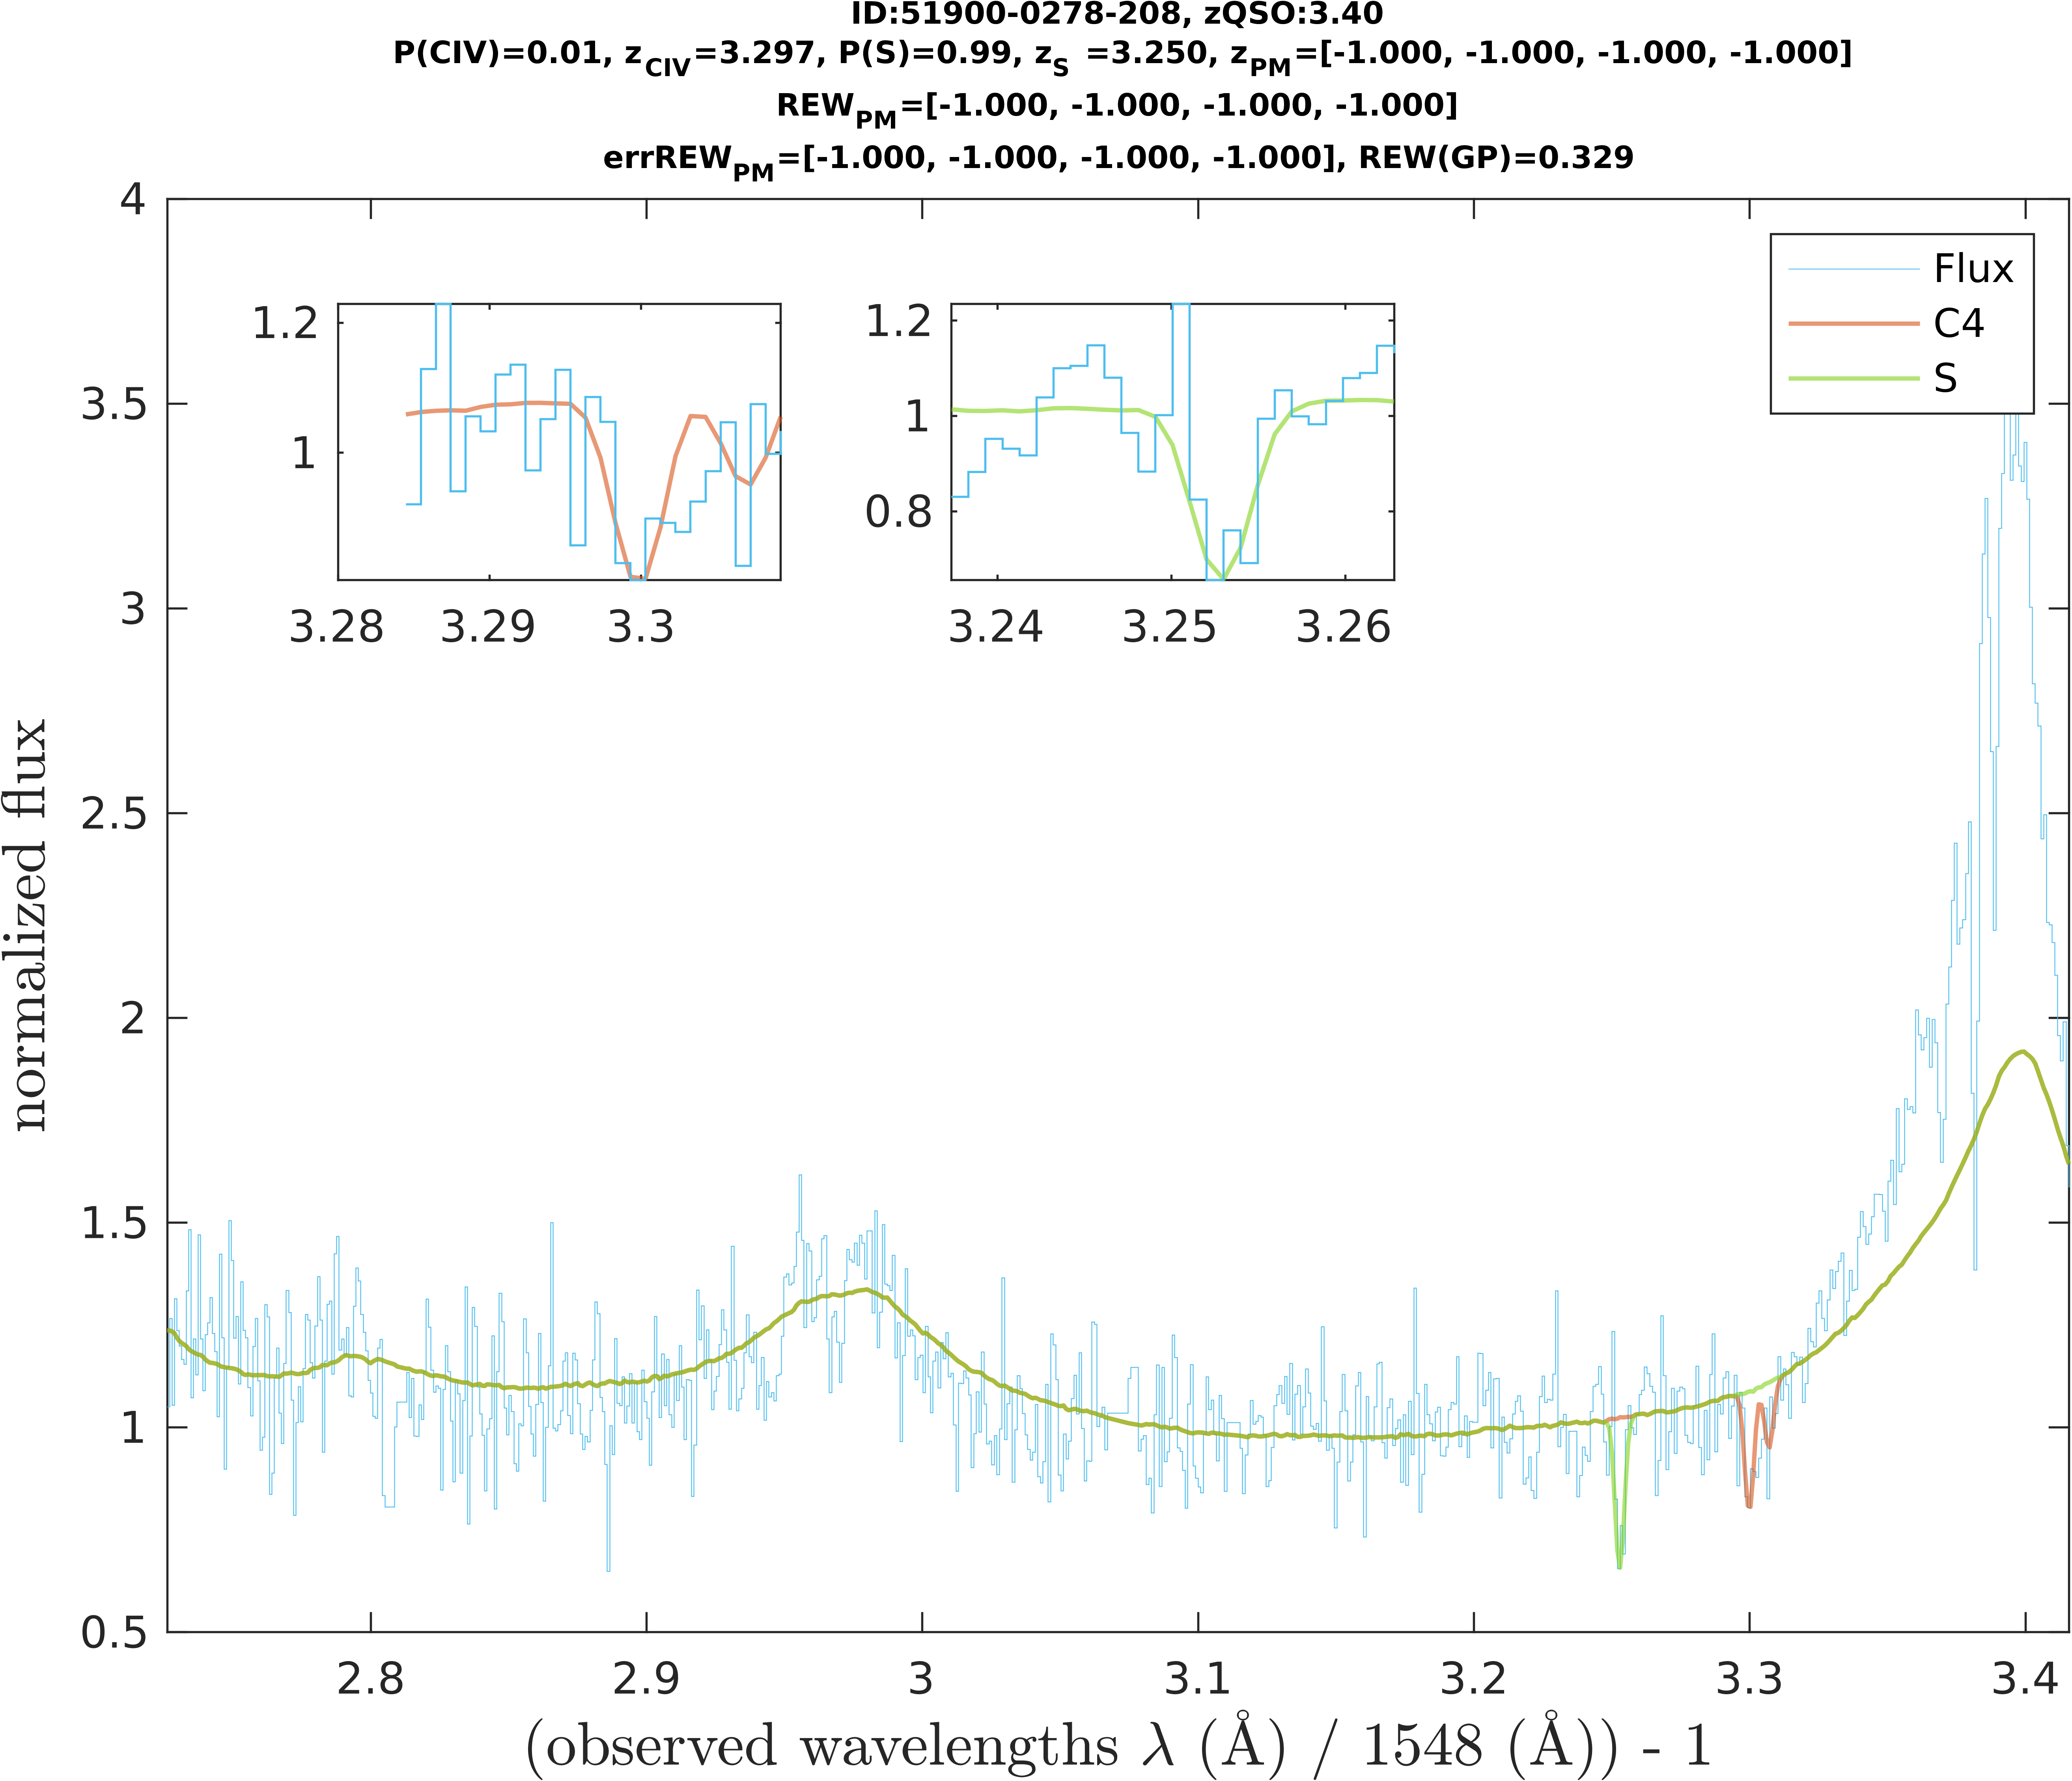 ID:51900-0278-208, zQSO:3.40
P(CIV)=0.01, zCIV=3.297, P(S)=0.99, zS =3.250, zPM=[-1.000, -1.000, -1.000, -1.000]
REWPM=[-1.000, -1.000, -1.000, -1.000]
errREWPM=[-1.000, -1.000, -1.000, -1.000], REW(GP)=0.329
4
3.5
3
2.5
2
1.5
1
0.5
normalized flux
1.2
1
3.28 3.29 3.3
1.2
1
0.8
3.24 3.25 3.26
Flux
C4
S
2.8 2.9 3 3.1 3.2 3.3 3.4
(observed wavelengths λ (Å) / 1548 (Å)) - 1